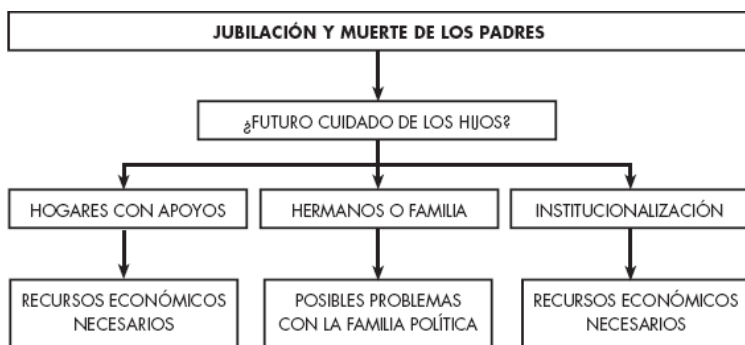 JUBILACIÓN Y MUERTE DE LOS PADRES
¿FUTURO CUIDADO DE LOS HIJOS?
HOGARES CON APOYOS
HERMANOS O FAMILIA
INSTITUCIONALIZACIÓN
RECURSOS ECONÓMICOS
NECESARIOS
POSIBLES PROBLEMAS
CON LA FAMILIA POLÍTICA
RECURSOS ECONÓMICOS
NECESARIOS